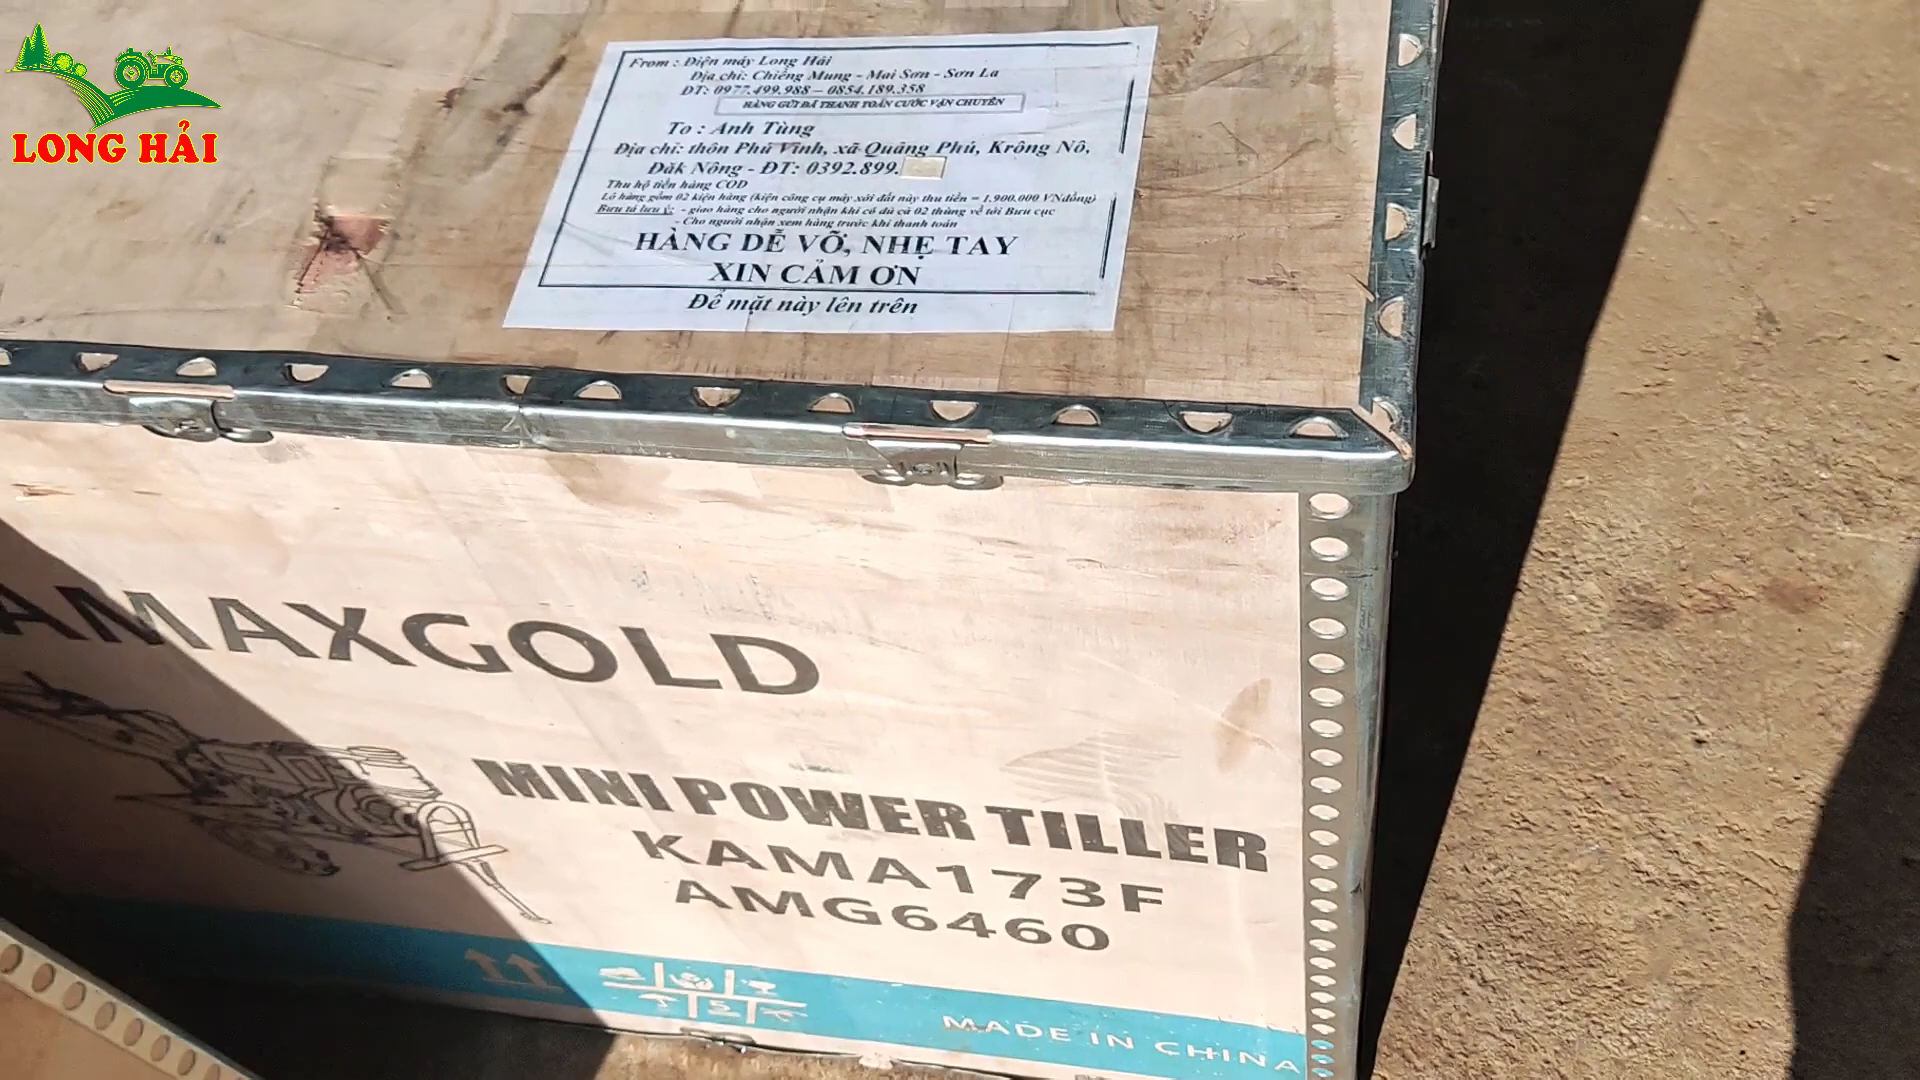 LONG HẢI
From : Điện máy Long Hải
Địa chỉ: Chiềng Mung - Mai Sơn - Sơn La
ĐT: 0977.499.988 – 0854.189.358
HÀNG GỬI ĐÃ THANH TOÁN CƯỚC VẬN CHUYỂN
To : Anh Tùng
Địa chỉ: thôn Phú Vinh, xã Quảng Phú, Krông Nô,
Đăk Nông - ĐT: 0392.899.
Thu hộ tiền hàng COD
Lô hàng gồm 02 kiện hàng (kiện công cụ máy xới đất này thu tiền = 1.900.000 VNđồng)
Bưu tá lưu ý: - giao hàng cho người nhận khi có đủ cả 02 thùng về tới Bưu cục
- Cho người nhận xem hàng trước khi thanh toán
HÀNG DỄ VỠ, NHẸ TAY
XIN CẢM ƠN
Để mặt này lên trên
AMAXGOLD
MINI POWER TILLER
KAMA173F
AMG6460
5
MADE IN CHINA